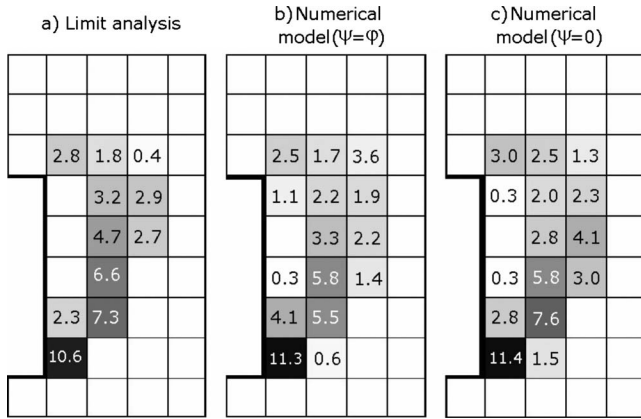 a) Limit analysis
b) Numerical
model(Ψ=φ)
c) Numerical
model(Ψ=0)
2.8 1.8 0.4
3.2 2.9
4.7 2.7
6.6
2.3 7.3
10.6
2.5 1.7 3.6
1.1 2.2 1.9
3.3 2.2
0.3 5.8 1.4
4.1 5.5
11.3 0.6
3.0 2.5 1.3
0.3 2.0 2.3
2.8 4.1
0.3 5.8 3.0
2.8 7.6
11.4 1.5